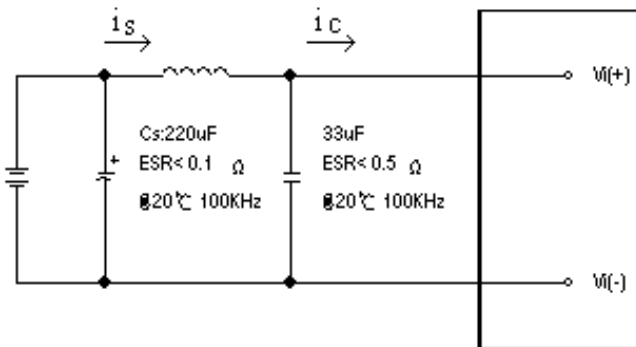 iS
iC
Vi(+)
Cs:220uF
ESR<0.1 Ω
@20℃ 100KHz
33uF
ESR<0.5 Ω
@20℃ 100KHz
+
Vi(-)